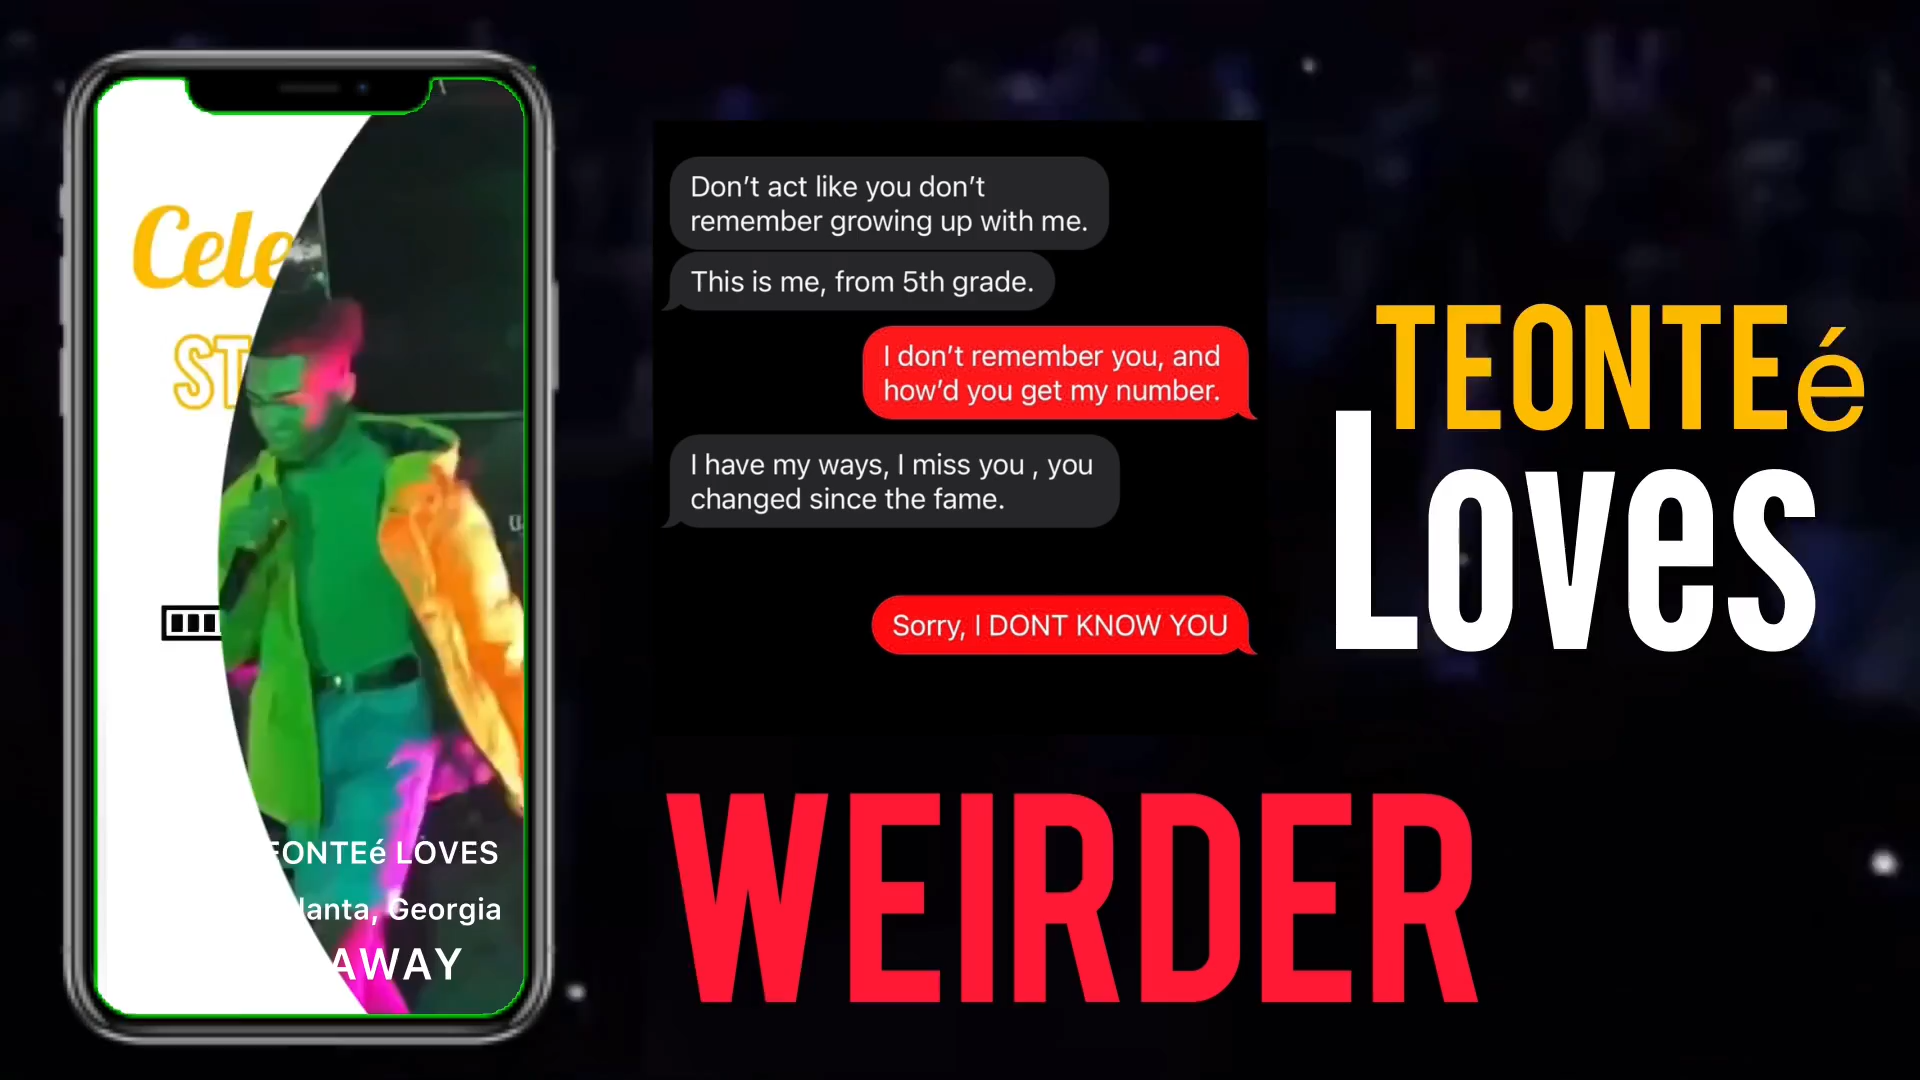 Cele
ST
EONTEé LOVES
lanta, Georgia
AWAY
Don’t act like you don’t
remember growing up with me.
This is me, from 5th grade.
I don’t remember you, and
how’d you get my number.
I have my ways, I miss you , you
changed since the fame.
Sorry, I DONT KNOW YOU
TEONTEé
Loves
WEIRDER